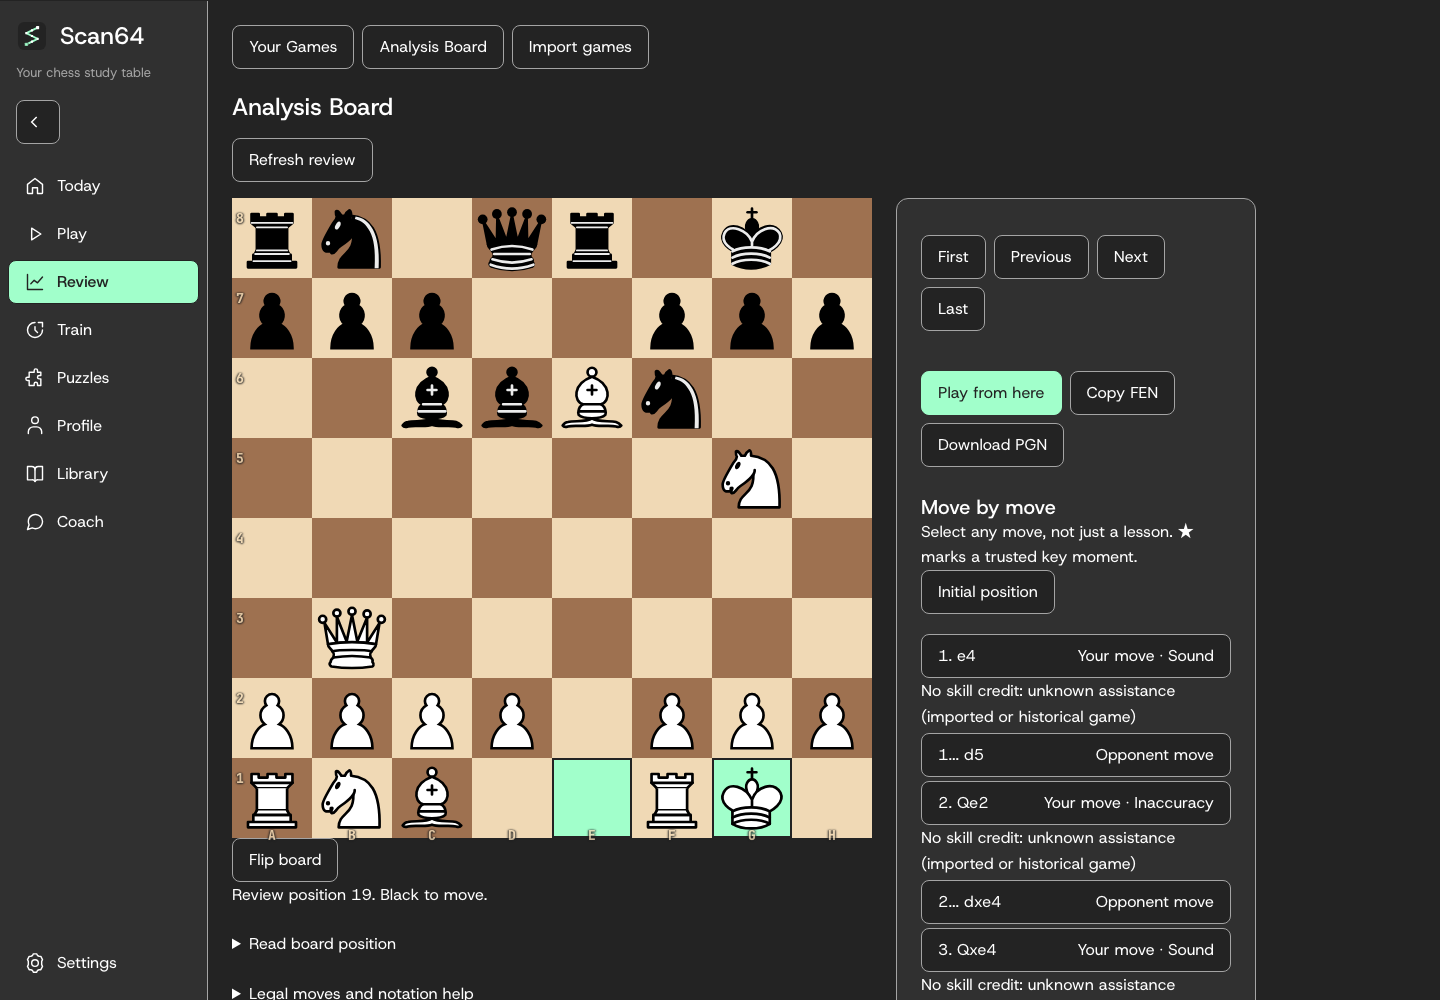 Scan64
Your chess study table
Today
Play
Review
Train
Puzzles
Profile
Library
Coach
Settings
Your Games
Analysis Board
Import games
Analysis Board
Refresh review
8
7
6
5
4
3
2
1
A B C D E F G H
Flip board
Review position 19. Black to move.
Read board position
Legal moves and notation help
First
Previous
Next
Last
Play from here
Copy FEN
Download PGN
Move by move
Select any move, not just a lesson. ★
marks a trusted key moment.
Initial position
1. e4 Your move · Sound
No skill credit: unknown assistance
(imported or historical game)
1... d5 Opponent move
2. Qe2 Your move · Inaccuracy
No skill credit: unknown assistance
(imported or historical game)
2... dxe4 Opponent move
3. Qxe4 Your move · Sound
No skill credit: unknown assistance